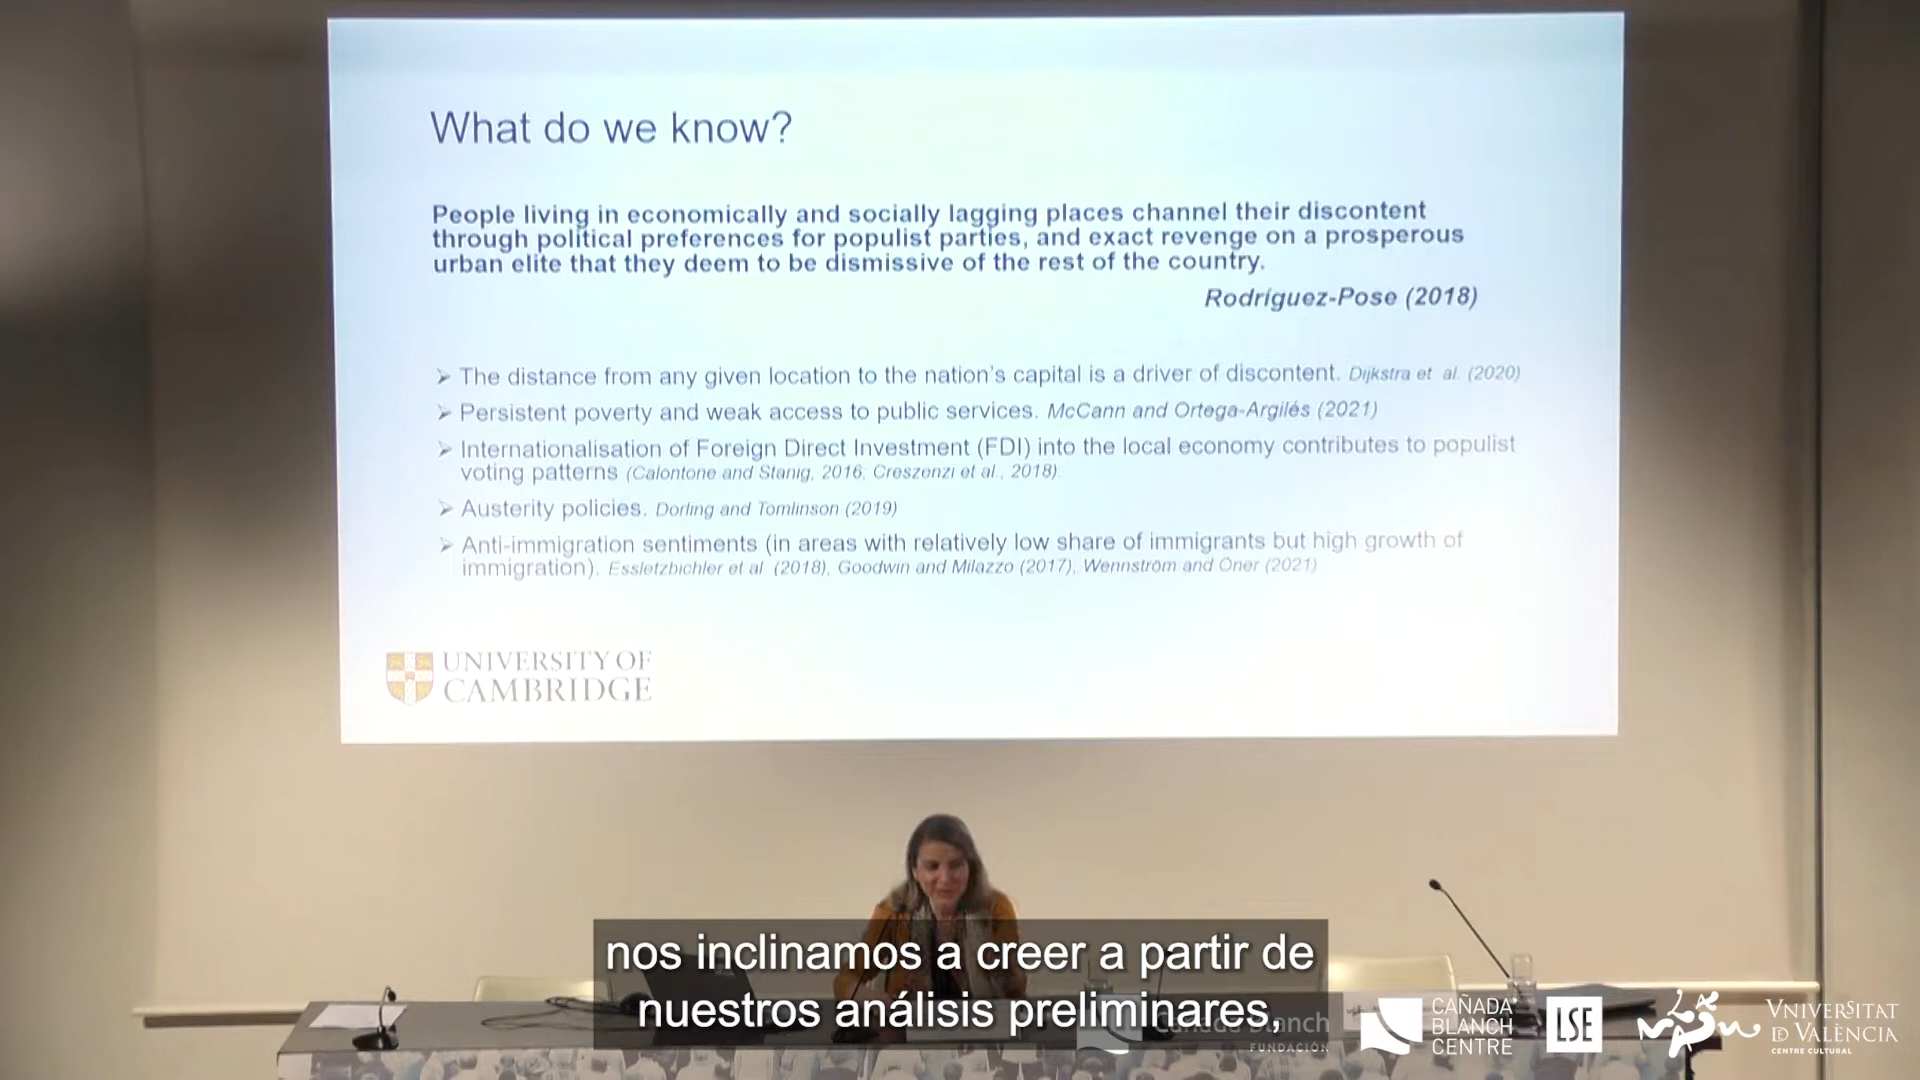 What do we know?
People living in economically and socially lagging places channel their discontent
through political preferences for populist parties, and exact revenge on a prosperous
urban elite that they deem to be dismissive of the rest of the country.
Rodríguez-Pose (2018)
➢ The distance from any given location to the nation's capital is a driver of discontent. Dijkstra et al. (2020)
➢ Persistent poverty and weak access to public services. McCann and Ortega-Argilés (2021)
➢ Internationalisation of Foreign Direct Investment (FDI) into the local economy contributes to populist
voting patterns (Calontone and Stanig, 2016, Creszenzi et al., 2018).
➢ Austerity policies. Dorling and Tomlinson (2019)
➢ Anti-immigration sentiments (in areas with relatively low share of immigrants but high growth of
immigration). Essletzbichler et al (2018), Goodwin and Milazzo (2017), Wennström and Öner (2021)
UNIVERSITY OF
CAMBRIDGE
nos inclinamos a creer a partir de
nuestros análisis preliminares,
Cañada Blanch
FUNDACIÓN
CAÑADA
BLANCH
CENTRE
LSE
VNIVERSITAT
ID VALÈNCIA
CENTRE CULTURAL